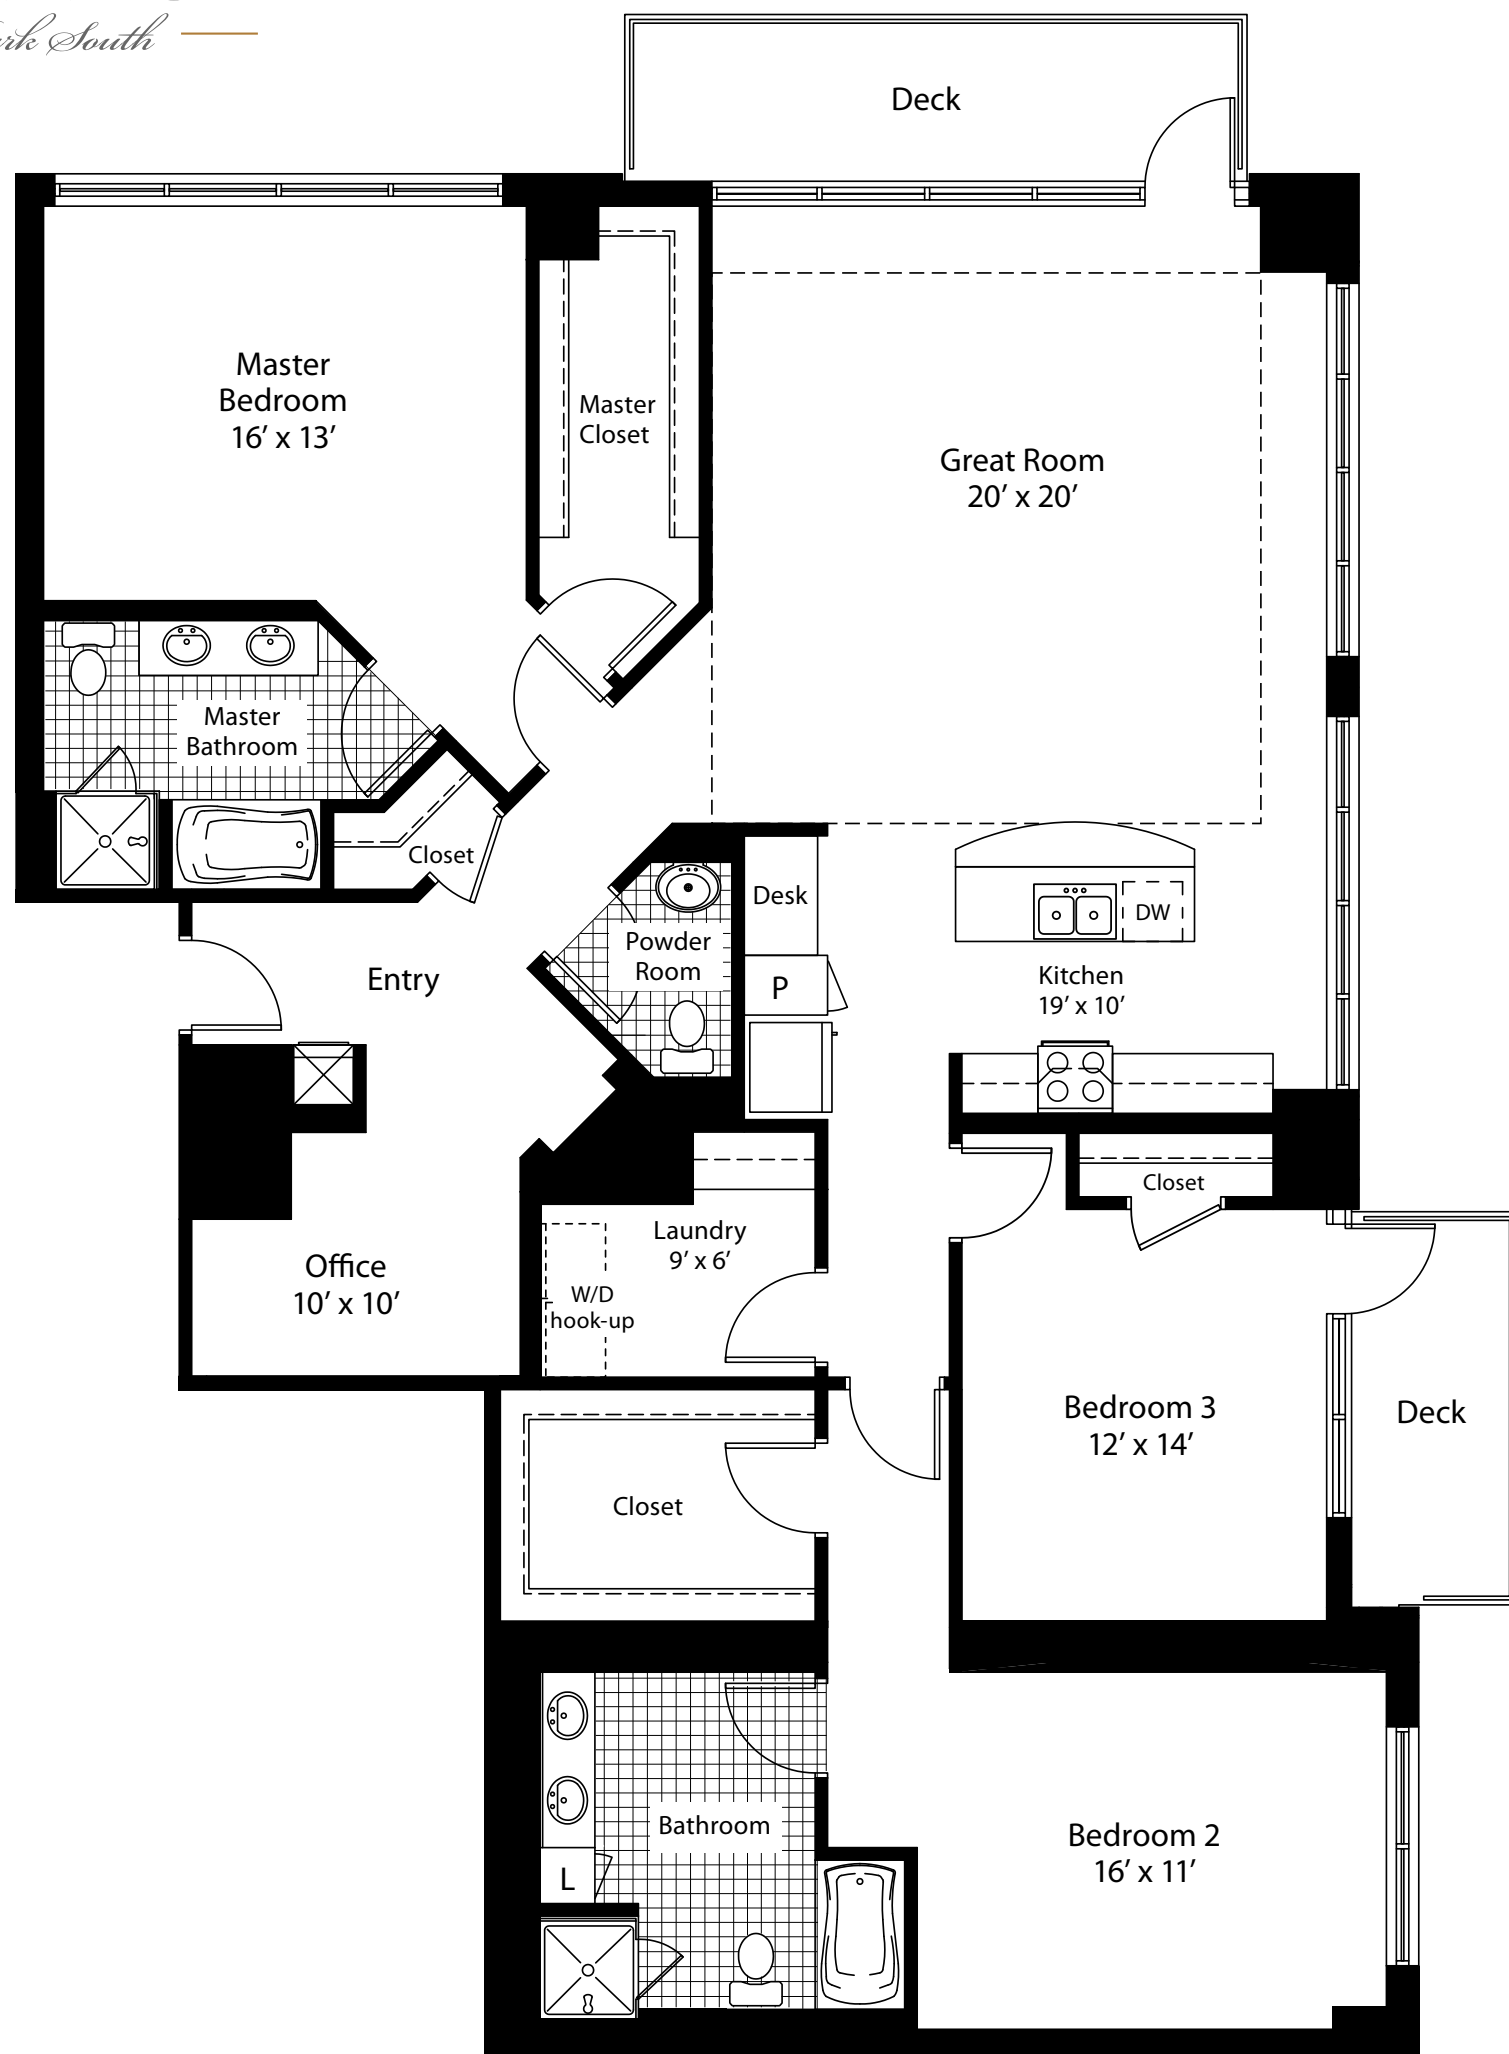 South
Deck
Master
Bedroom
16’ x 13’
Master
Closet
Great Room
20’ x 20’
Master
Bathroom
Closet
Desk
DW
Powder
Room
Entry
P
Kitchen
19’ x 10’
Closet
Laundry
9’ x 6’
Office
10’ x 10’
W/D
hook-up
Bedroom 3
12’ x 14’
Deck
Closet
Bathroom
Bedroom 2
16’ x 11’
L